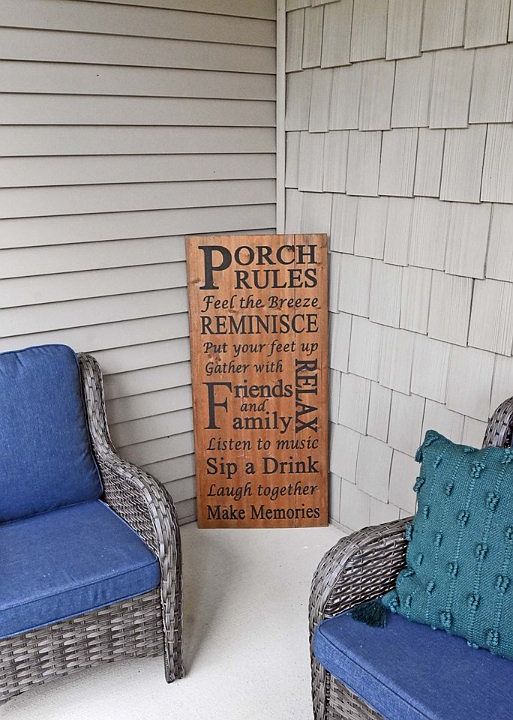 PORCH
RULES
Feel the Breeze
REMINISCE
Put your feet up
Gather with
Friends
and
Family
RELAX
Listen to music
Sip a Drink
Laugh together
Make Memories